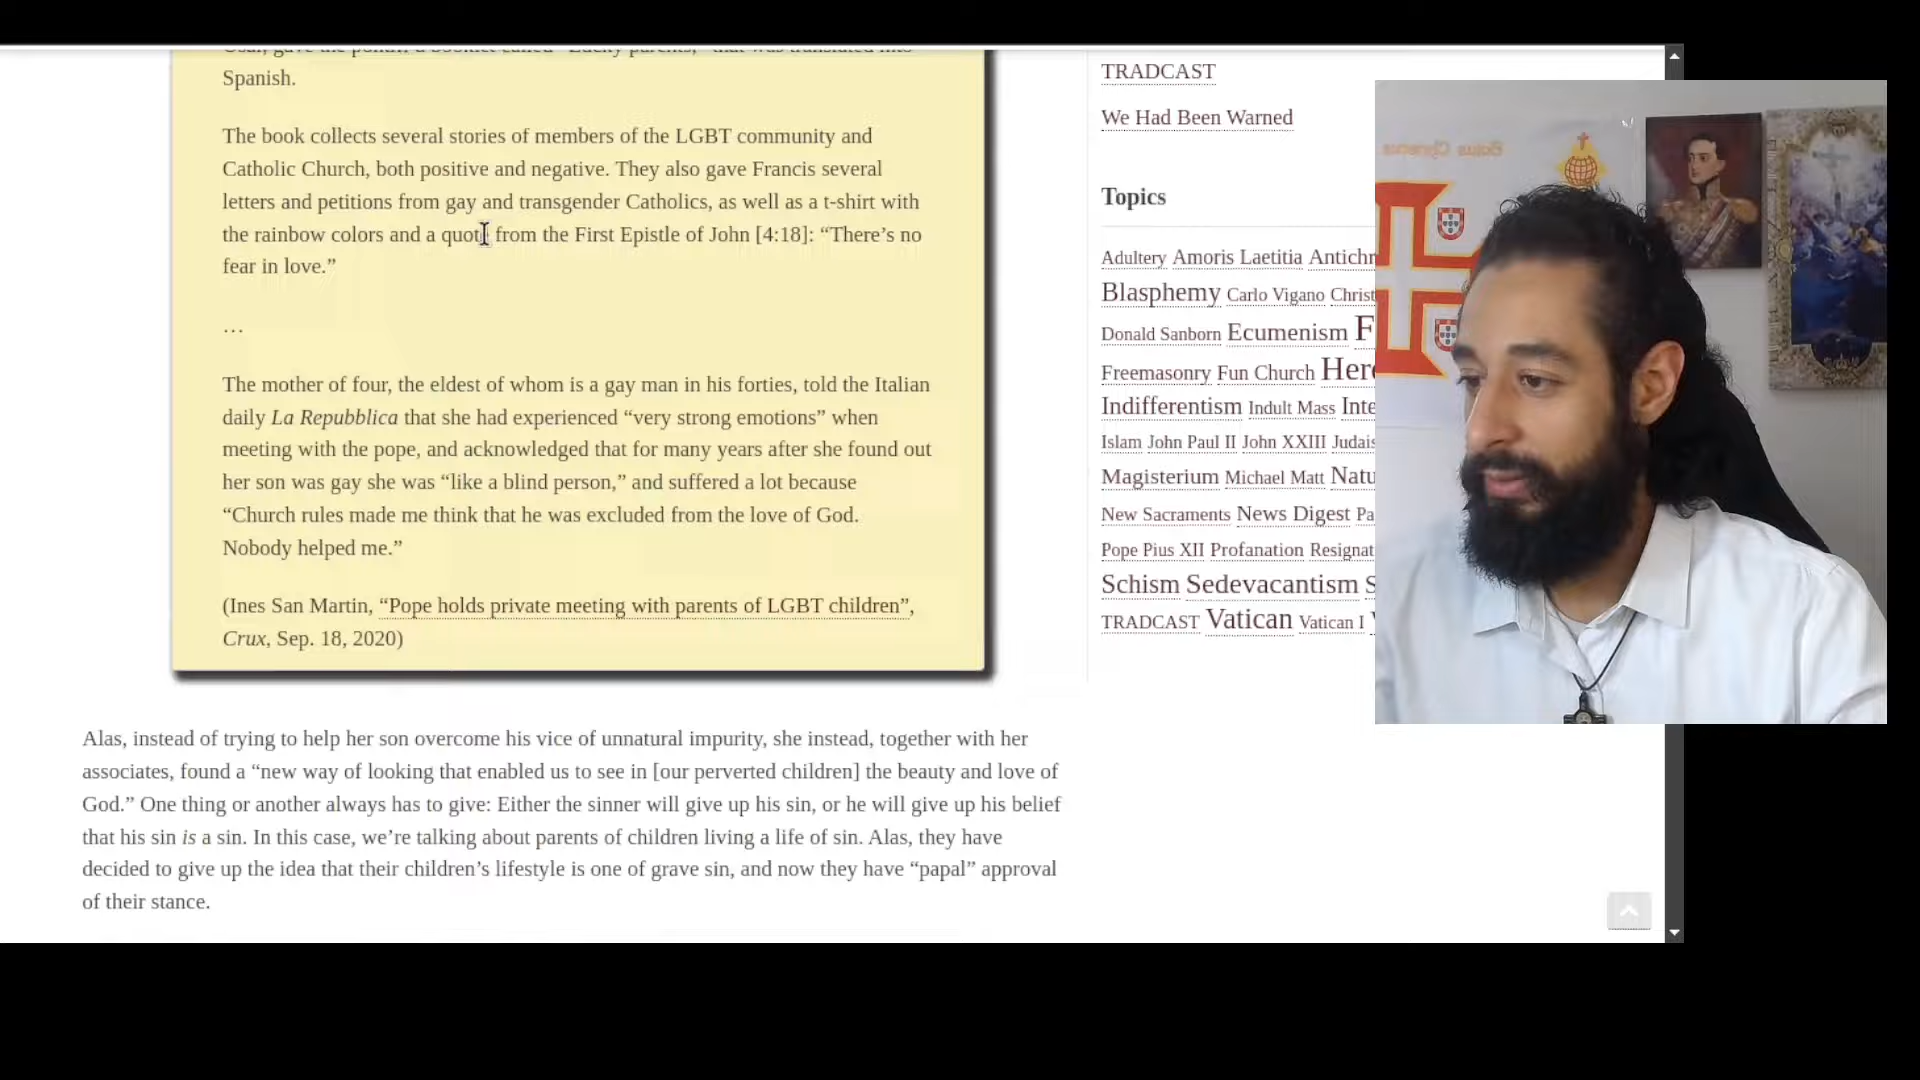 Spanish.
The book collects several stories of members of the LGBT community and
Catholic Church, both positive and negative. They also gave Francis several
letters and petitions from gay and transgender Catholics, as well as a t-shirt with
the rainbow colors and a quote from the First Epistle of John [4:18]: “There’s no
fear in love.”
…
The mother of four, the eldest of whom is a gay man in his forties, told the Italian
daily La Repubblica that she had experienced “very strong emotions” when
meeting with the pope, and acknowledged that for many years after she found out
her son was gay she was “like a blind person,” and suffered a lot because
“Church rules made me think that he was excluded from the love of God.
Nobody helped me.”
(Ines San Martin, “Pope holds private meeting with parents of LGBT children”,
Crux, Sep. 18, 2020)
Alas, instead of trying to help her son overcome his vice of unnatural impurity, she instead, together with her
associates, found a “new way of looking that enabled us to see in [our perverted children] the beauty and love of
God.” One thing or another always has to give: Either the sinner will give up his sin, or he will give up his belief
that his sin is a sin. In this case, we’re talking about parents of children living a life of sin. Alas, they have
decided to give up the idea that their children’s lifestyle is one of grave sin, and now they have “papal” approval
of their stance.
TRADCAST
We Had Been Warned
Topics
Adultery Amoris Laetitia
Blasphemy Carlo Vigano
Donald Sanborn Ecumenism
Freemasonry Fun Church
Indifferentism Indult Mass
Islam John Paul II John XXIII
Magisterium Michael Matt
New Sacraments News Digest
Pope Pius XII Profanation
Schism Sedevacantism
TRADCAST Vatican Vatican I